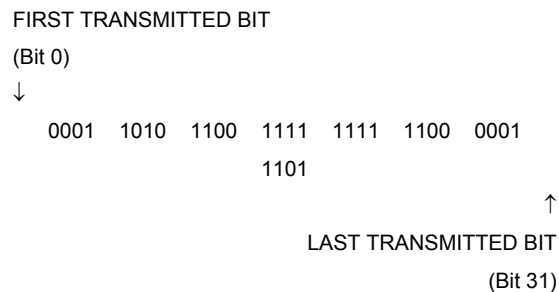 FIRST TRANSMITTED BIT
(Bit 0)
↓
0001 1010 1100 1111 1111 1100 0001
1101
↑
LAST TRANSMITTED BIT
(Bit 31)